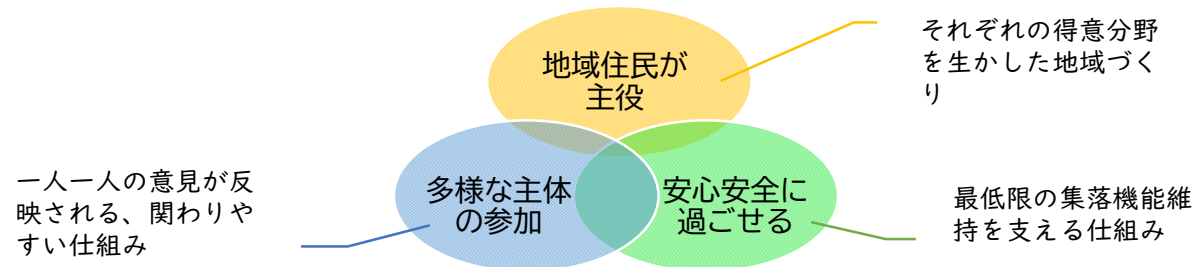 地域住民が
主役
それぞれの得意分野
を生かした地域づく
り
多様な主体
の参加
一人一人の意見が反
映される、関わりや
すい仕組み
安心安全に
過ごせる
最低限の集落機能維
持を支える仕組み